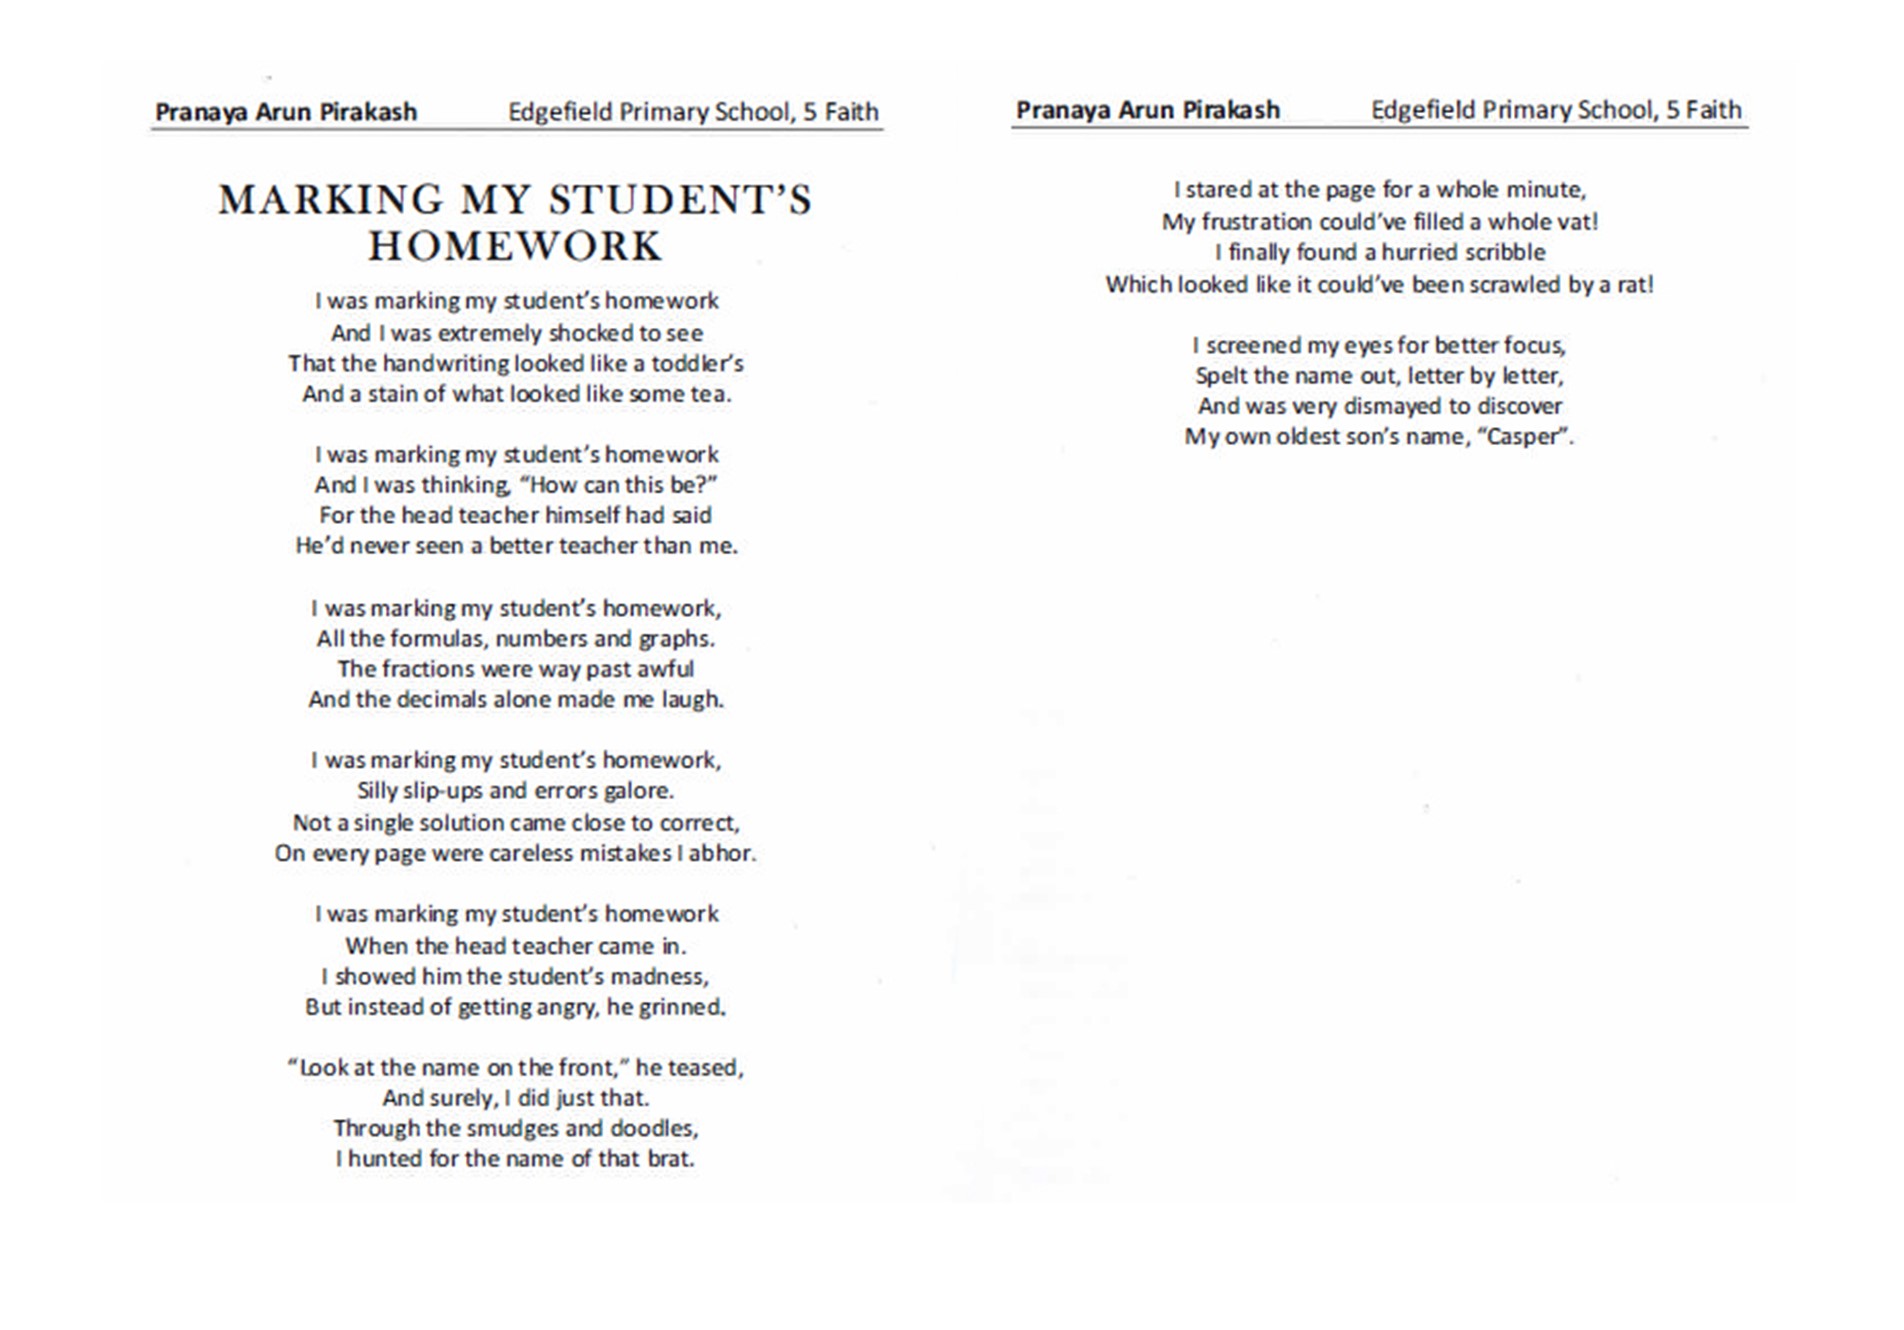 Pranaya Arun Pirakash Edgefield Primary School, 5 Faith
MARKING MY STUDENT'S
HOMEWORK
I was marking my student's homework
And I was extremely shocked to see
That the handwriting looked like a toddler's
And a stain of what looked like some tea.
I was marking my student's homework
And I was thinking, “How can this be?”
For the head teacher himself had said
He'd never seen a better teacher than me.
I was marking my student's homework,
All the formulas, numbers and graphs.
The fractions were way past awful
And the decimals alone made me laugh.
I was marking my student's homework,
Silly slip-ups and errors galore.
Not a single solution came close to correct,
On every page were careless mistakes I abhor.
I was marking my student's homework
When the head teacher came in.
I showed him the student's madness,
But instead of getting angry, he grinned.
“Look at the name on the front,” he teased,
And surely, I did just that.
Through the smudges and doodles,
I hunted for the name of that brat.
Pranaya Arun Pirakash Edgefield Primary School, 5 Faith
I stared at the page for a whole minute,
My frustration could've filled a whole vat!
I finally found a hurried scribble
Which looked like it could've been scrawled by a rat!
I screened my eyes for better focus,
Spelt the name out, letter by letter,
And was very dismayed to discover
My own oldest son's name, “Casper”.